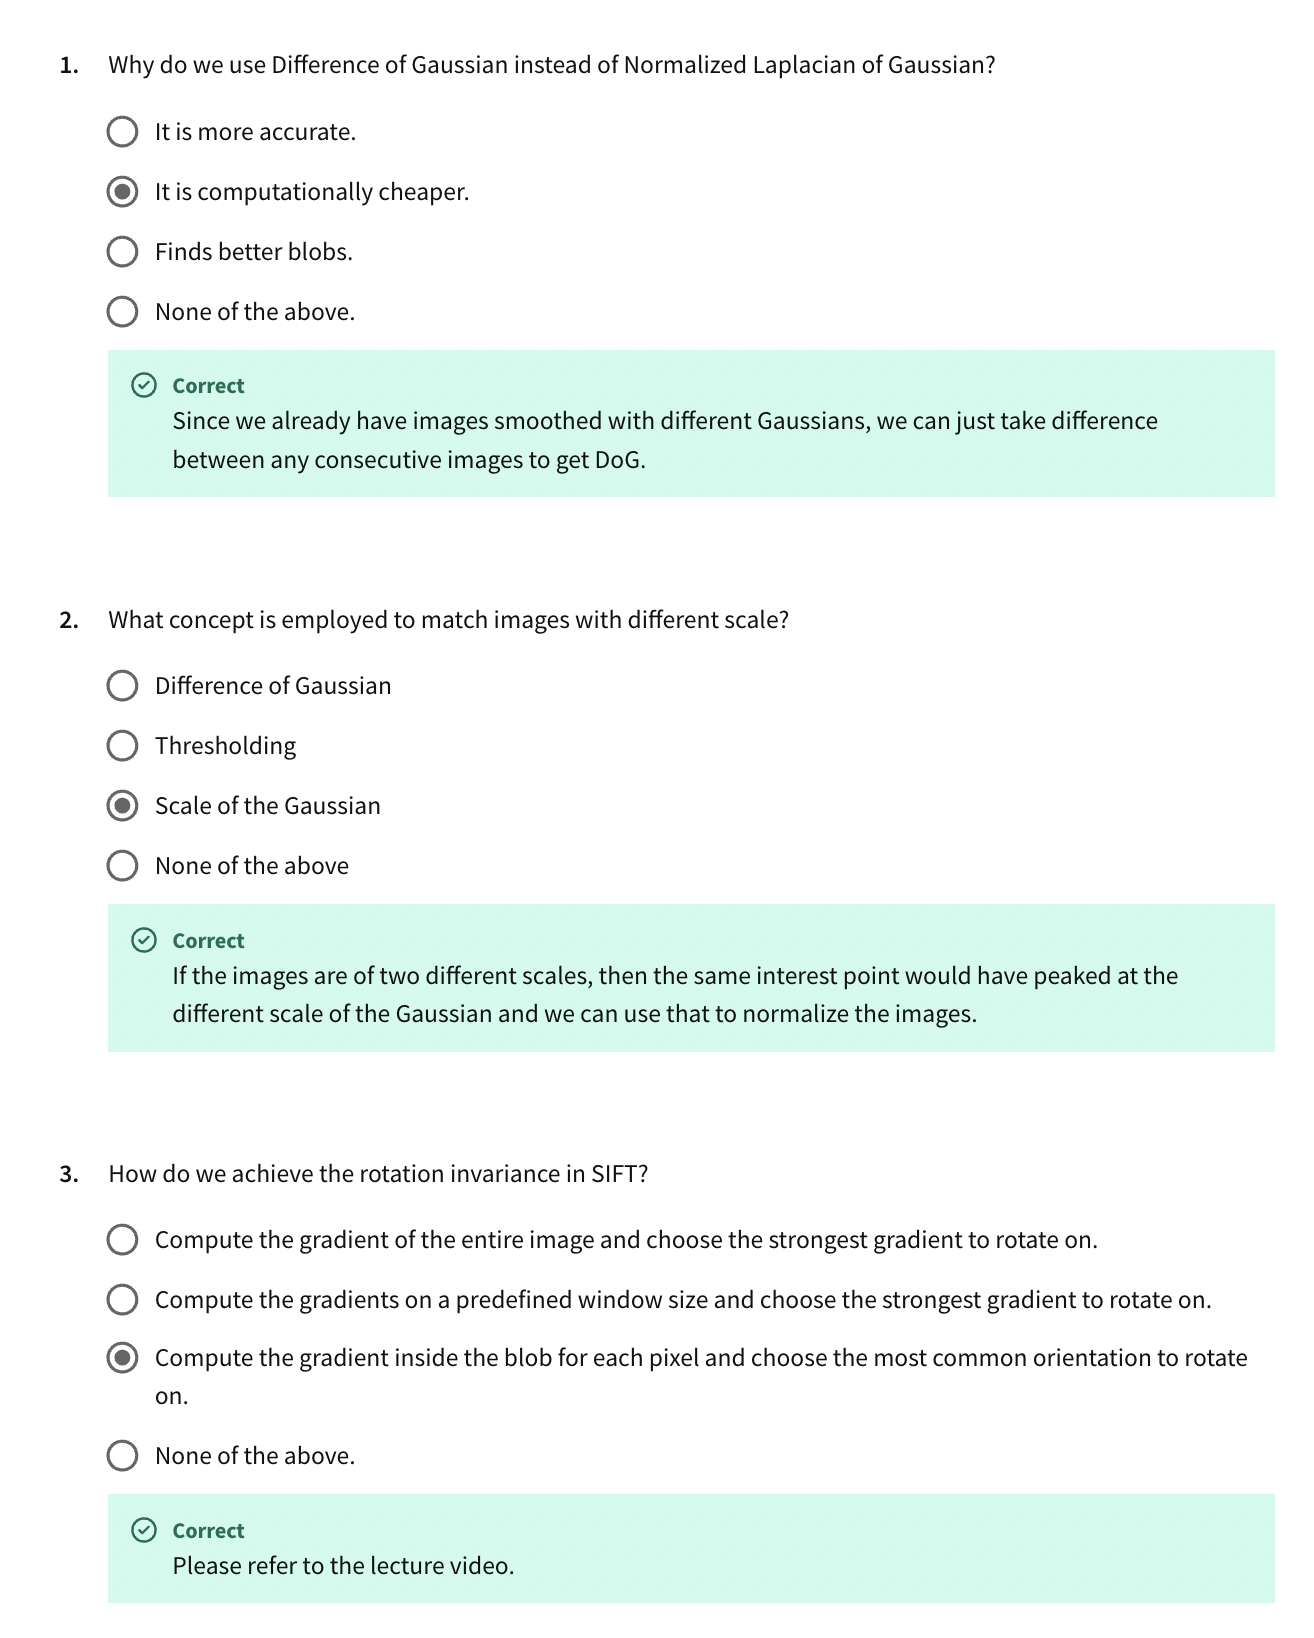 1. Why do we use Difference of Gaussian instead of Normalized Laplacian of Gaussian?
It is more accurate.
It is computationally cheaper.
Finds better blobs.
None of the above.
Correct
Since we already have images smoothed with different Gaussians, we can just take difference
between any consecutive images to get DoG.
2. What concept is employed to match images with different scale?
Difference of Gaussian
Thresholding
Scale of the Gaussian
None of the above
Correct
If the images are of two different scales, then the same interest point would have peaked at the
different scale of the Gaussian and we can use that to normalize the images.
3. How do we achieve the rotation invariance in SIFT?
Compute the gradient of the entire image and choose the strongest gradient to rotate on.
Compute the gradients on a predefined window size and choose the strongest gradient to rotate on.
Compute the gradient inside the blob for each pixel and choose the most common orientation to rotate
on.
None of the above.
Correct
Please refer to the lecture video.